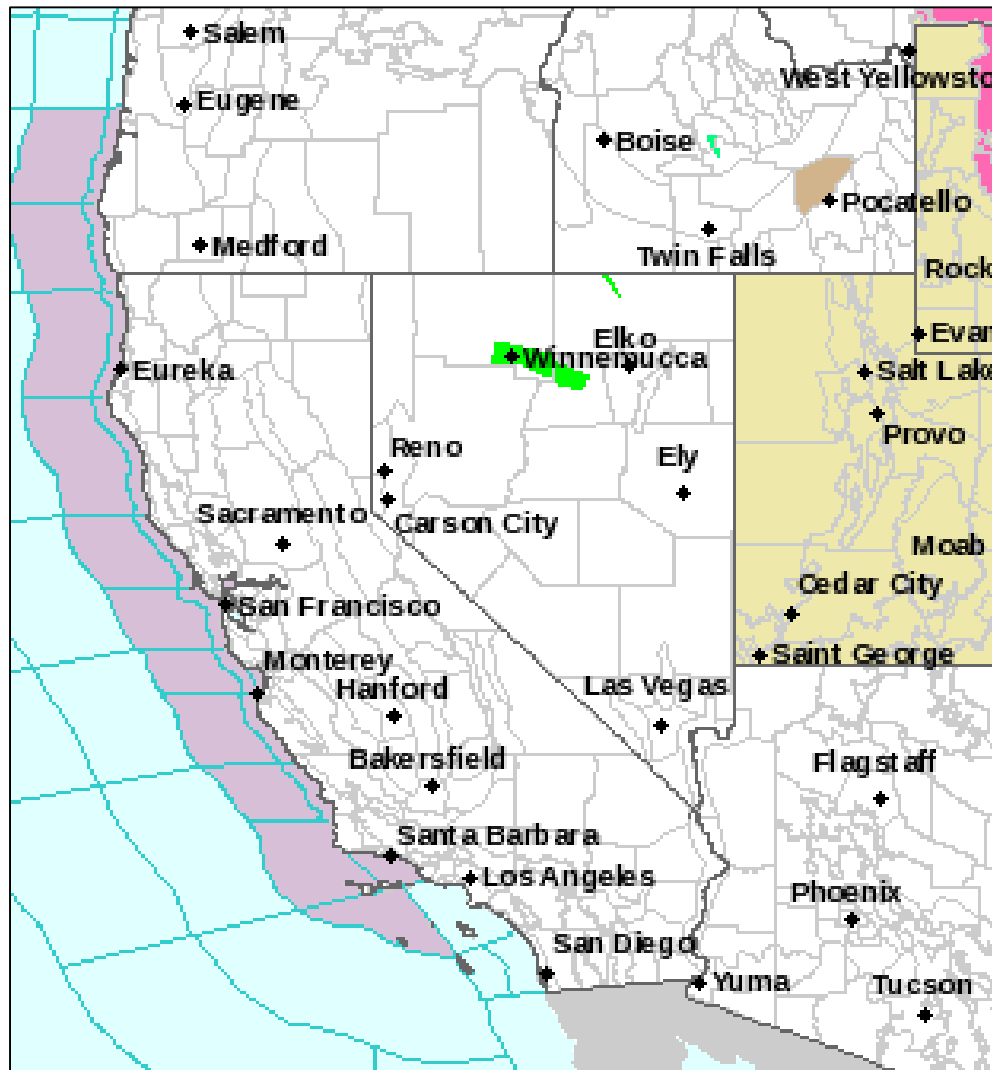 Salem
West Yellowsto
Eugene
Boise
Pocatello
Medford
Twin Falls
Rock
Elko
Evan
Winnemucca
Eureka
Salt Lake
Provo
Reno
Ely
Sacramento
Carson City
Moab
Cedar City
San Francisco
Saint George
Monterey
Hanford
Las Vegas
Bakersfield
Flagstaff
Santa Barbara
Los Angeles
Phoenix
San Diego
Yuma
Tucson